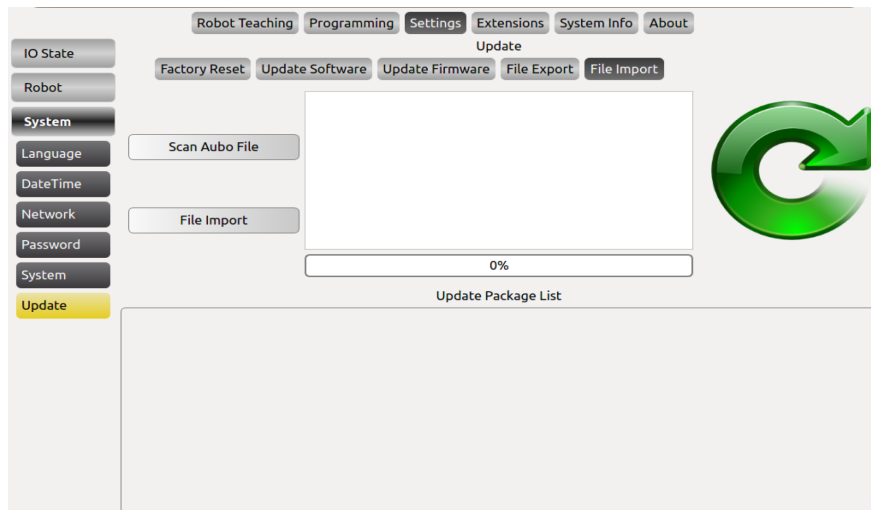 Robot Teaching Programming Settings Extensions System Info About
Update
Factory Reset Update Software Update Firmware File Export File Import
IO State
Robot
System
Language
DateTime
Network
Password
System
Update
Scan Aubo File
File Import
0%
Update Package List